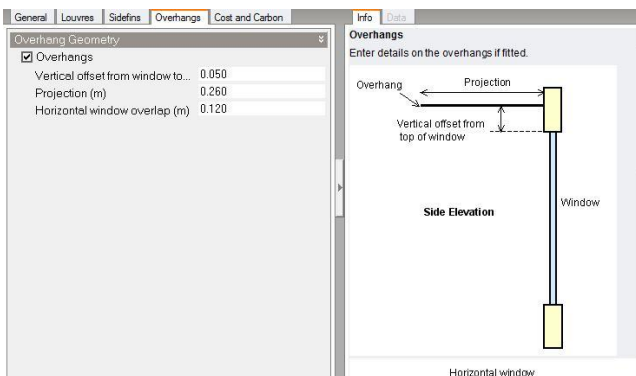 General Louvres Sidefins Overhangs Cost and Carbon
Overhang Geometry
Overhangs
Vertical offset from window to... 0.050
Projection (m) 0.260
Horizontal window overlap (m) 0.120
Info Data
Overhangs
Enter details on the overhangs if fitted.
Overhang Projection
Vertical offset from
top of window
Side Elevation
Window
Horizontal window